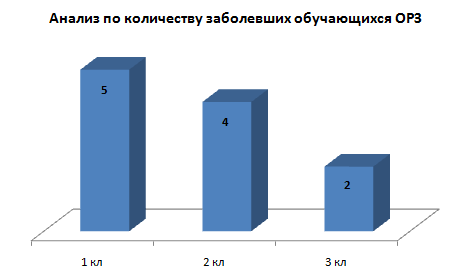 Анализ по количеству заболевших обучающихся ОРЗ
5
4
2
1 кл
2 кл
3 кл